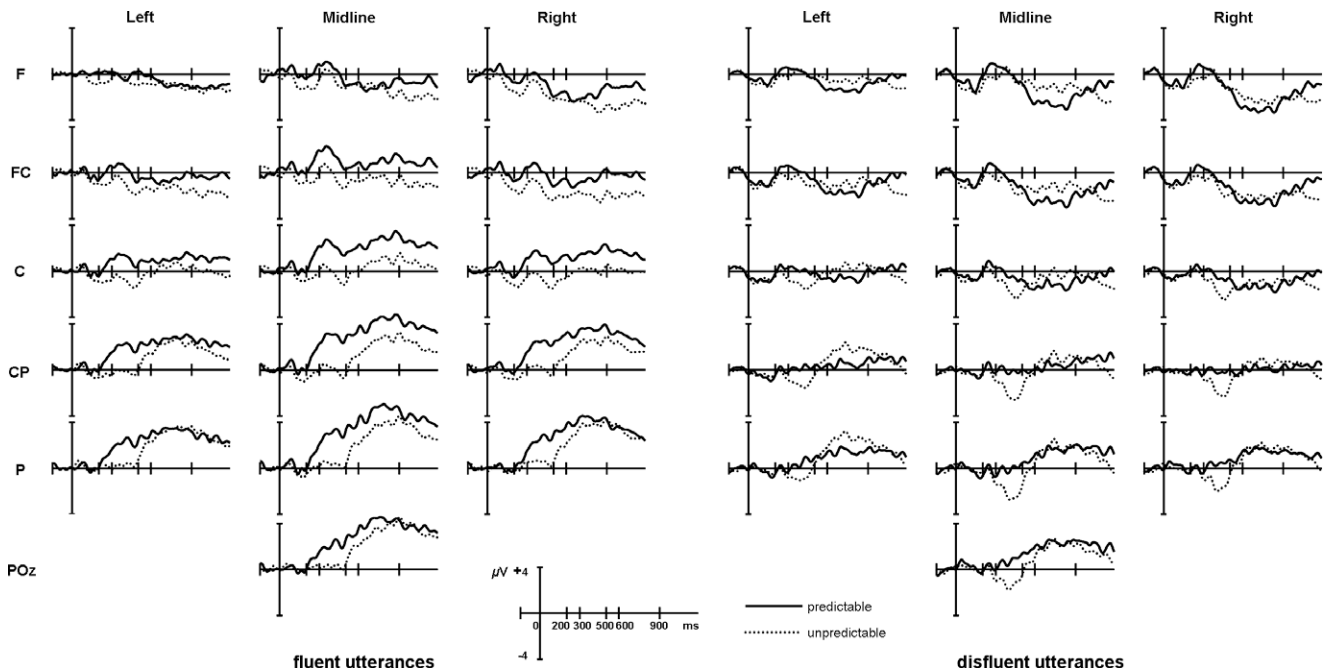 Left Midline Right Left Midline Right
F
FC
C
CP
P
POz
µV +4
0 200 300 500 600 900 ms
-4
predictable
unpredictable
fluent utterances disfluent utterances